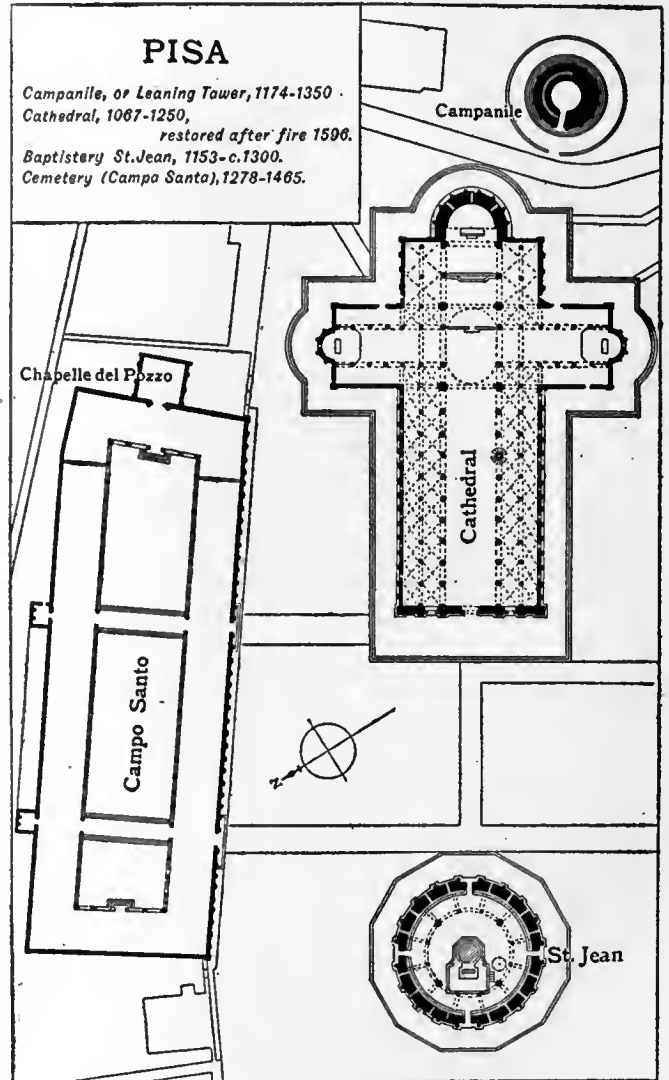 PISA
Campanile, or Leaning Tower, 1174-1350.
Cathedral, 1067-1250,
restored after fire 1596.
Baptistery St.Jean, 1153-c.1300.
Cemetery (Campa Santa), 1278-1465.
Campanile
Chapelle del Pozzo
Cathedral
Campo Santo
N
St. Jean